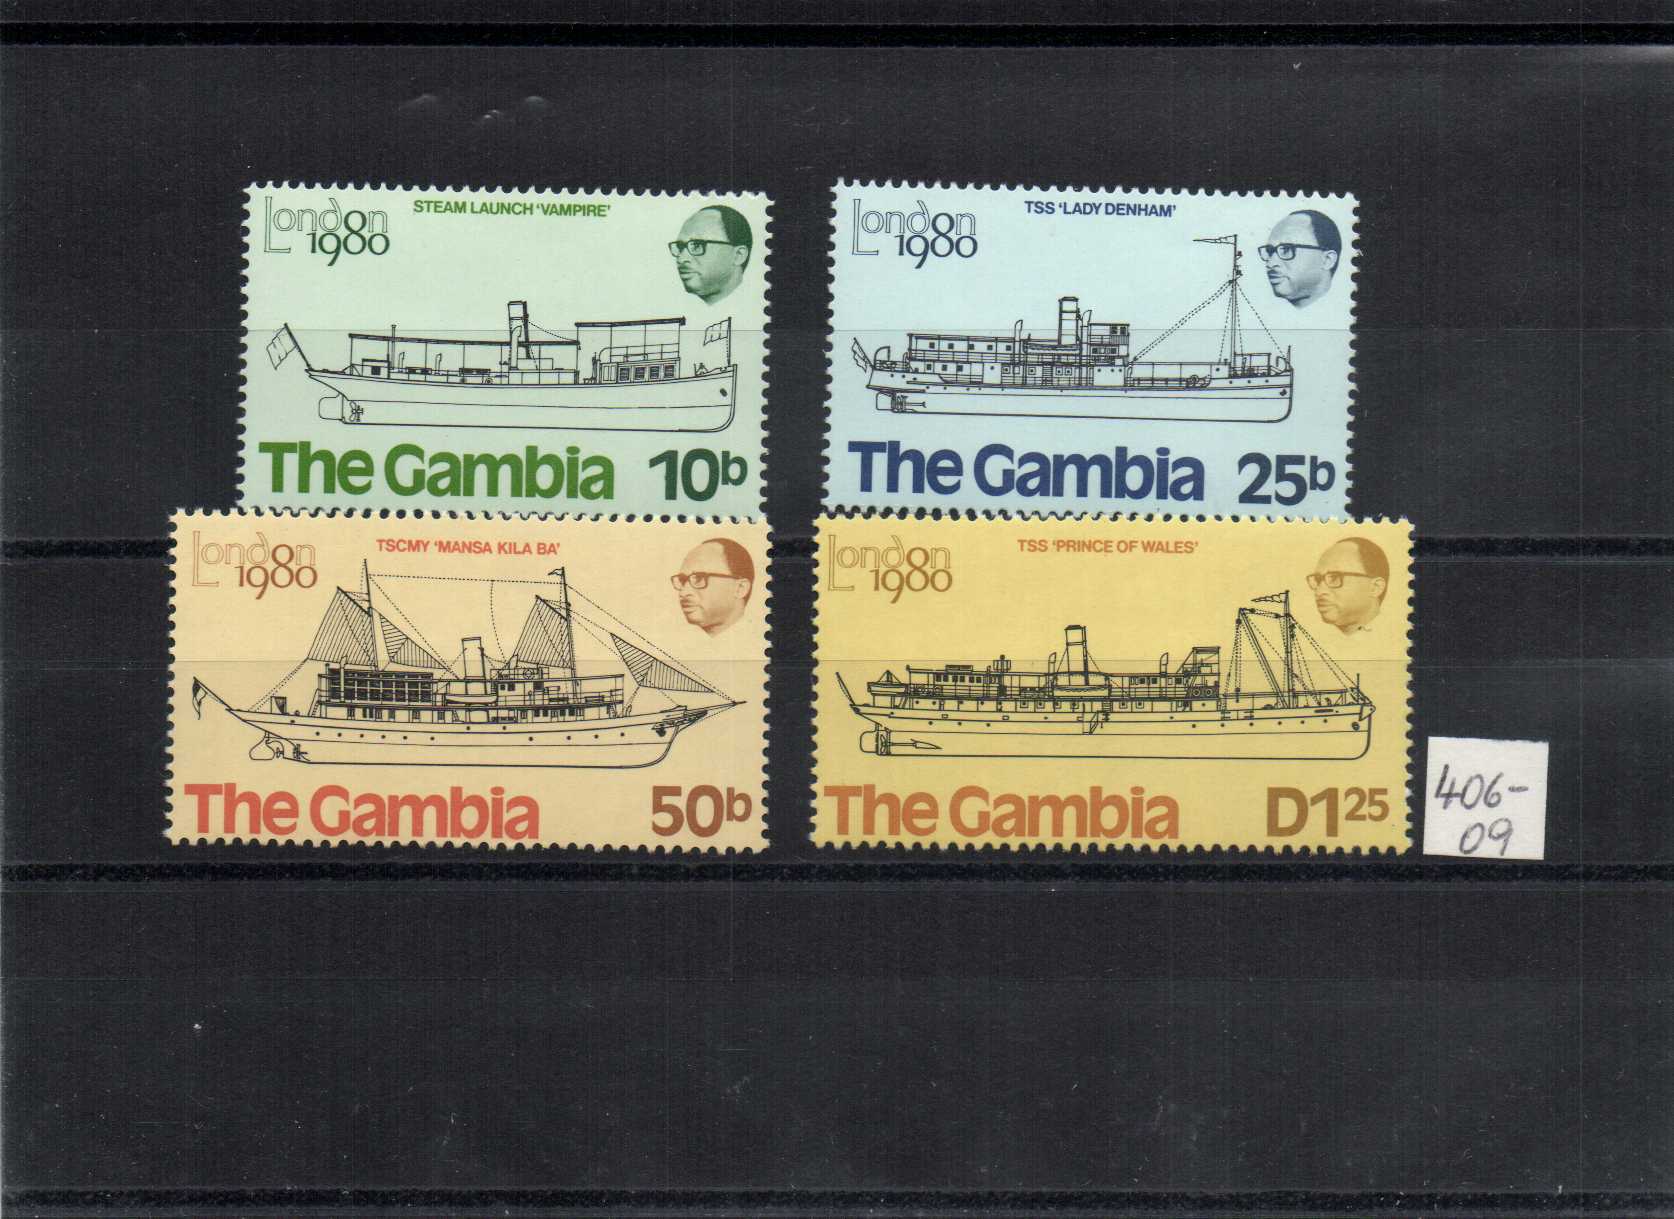 London
1980
STEAM LAUNCH 'VAMPIRE'
The Gambia 10b
London
1980
TSS 'LADY DENHAM'
The Gambia 25b
London
1980
TSCMY 'MANSA KILA BA'
The Gambia 50b
London
1980
TSS 'PRINCE OF WALES'
The Gambia D1 25
406-
09